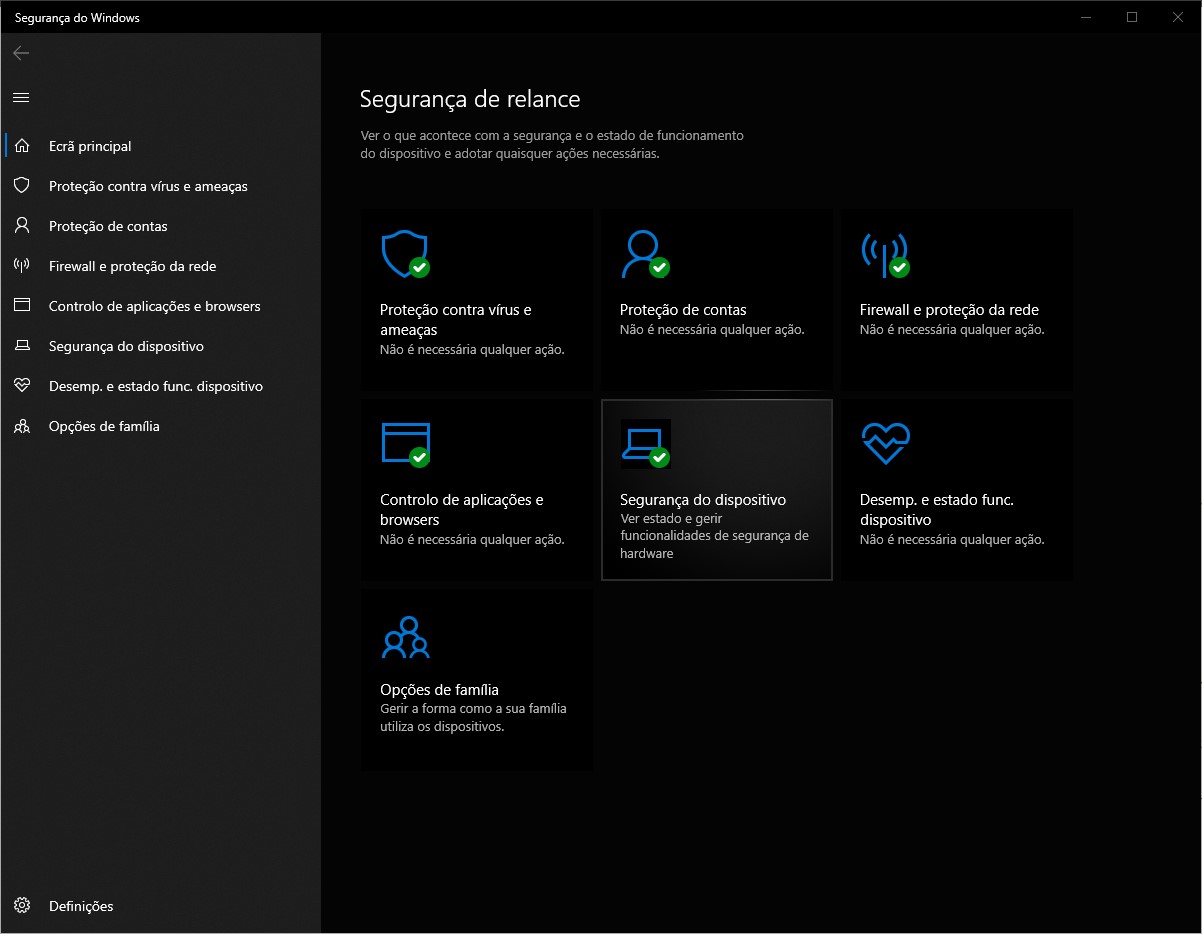 Segurança do Windows
Ecrã principal
Proteção contra vírus e ameaças
Proteção de contas
Firewall e proteção da rede
Controlo de aplicações e browsers
Segurança do dispositivo
Desemp. e estado func. dispositivo
Opções de família
Definições
Segurança de relance
Ver o que acontece com a segurança e o estado de funcionamento
do dispositivo e adotar quaisquer ações necessárias.
Proteção contra vírus e
ameaças
Não é necessária qualquer ação.
Proteção de contas
Não é necessária qualquer ação.
Firewall e proteção da rede
Não é necessária qualquer ação.
Controlo de aplicações e
browsers
Não é necessária qualquer ação.
Segurança do dispositivo
Ver estado e gerir
funcionalidades de segurança de
hardware
Desemp. e estado func.
dispositivo
Não é necessária qualquer ação.
Opções de família
Gerir a forma como a sua família
utiliza os dispositivos.